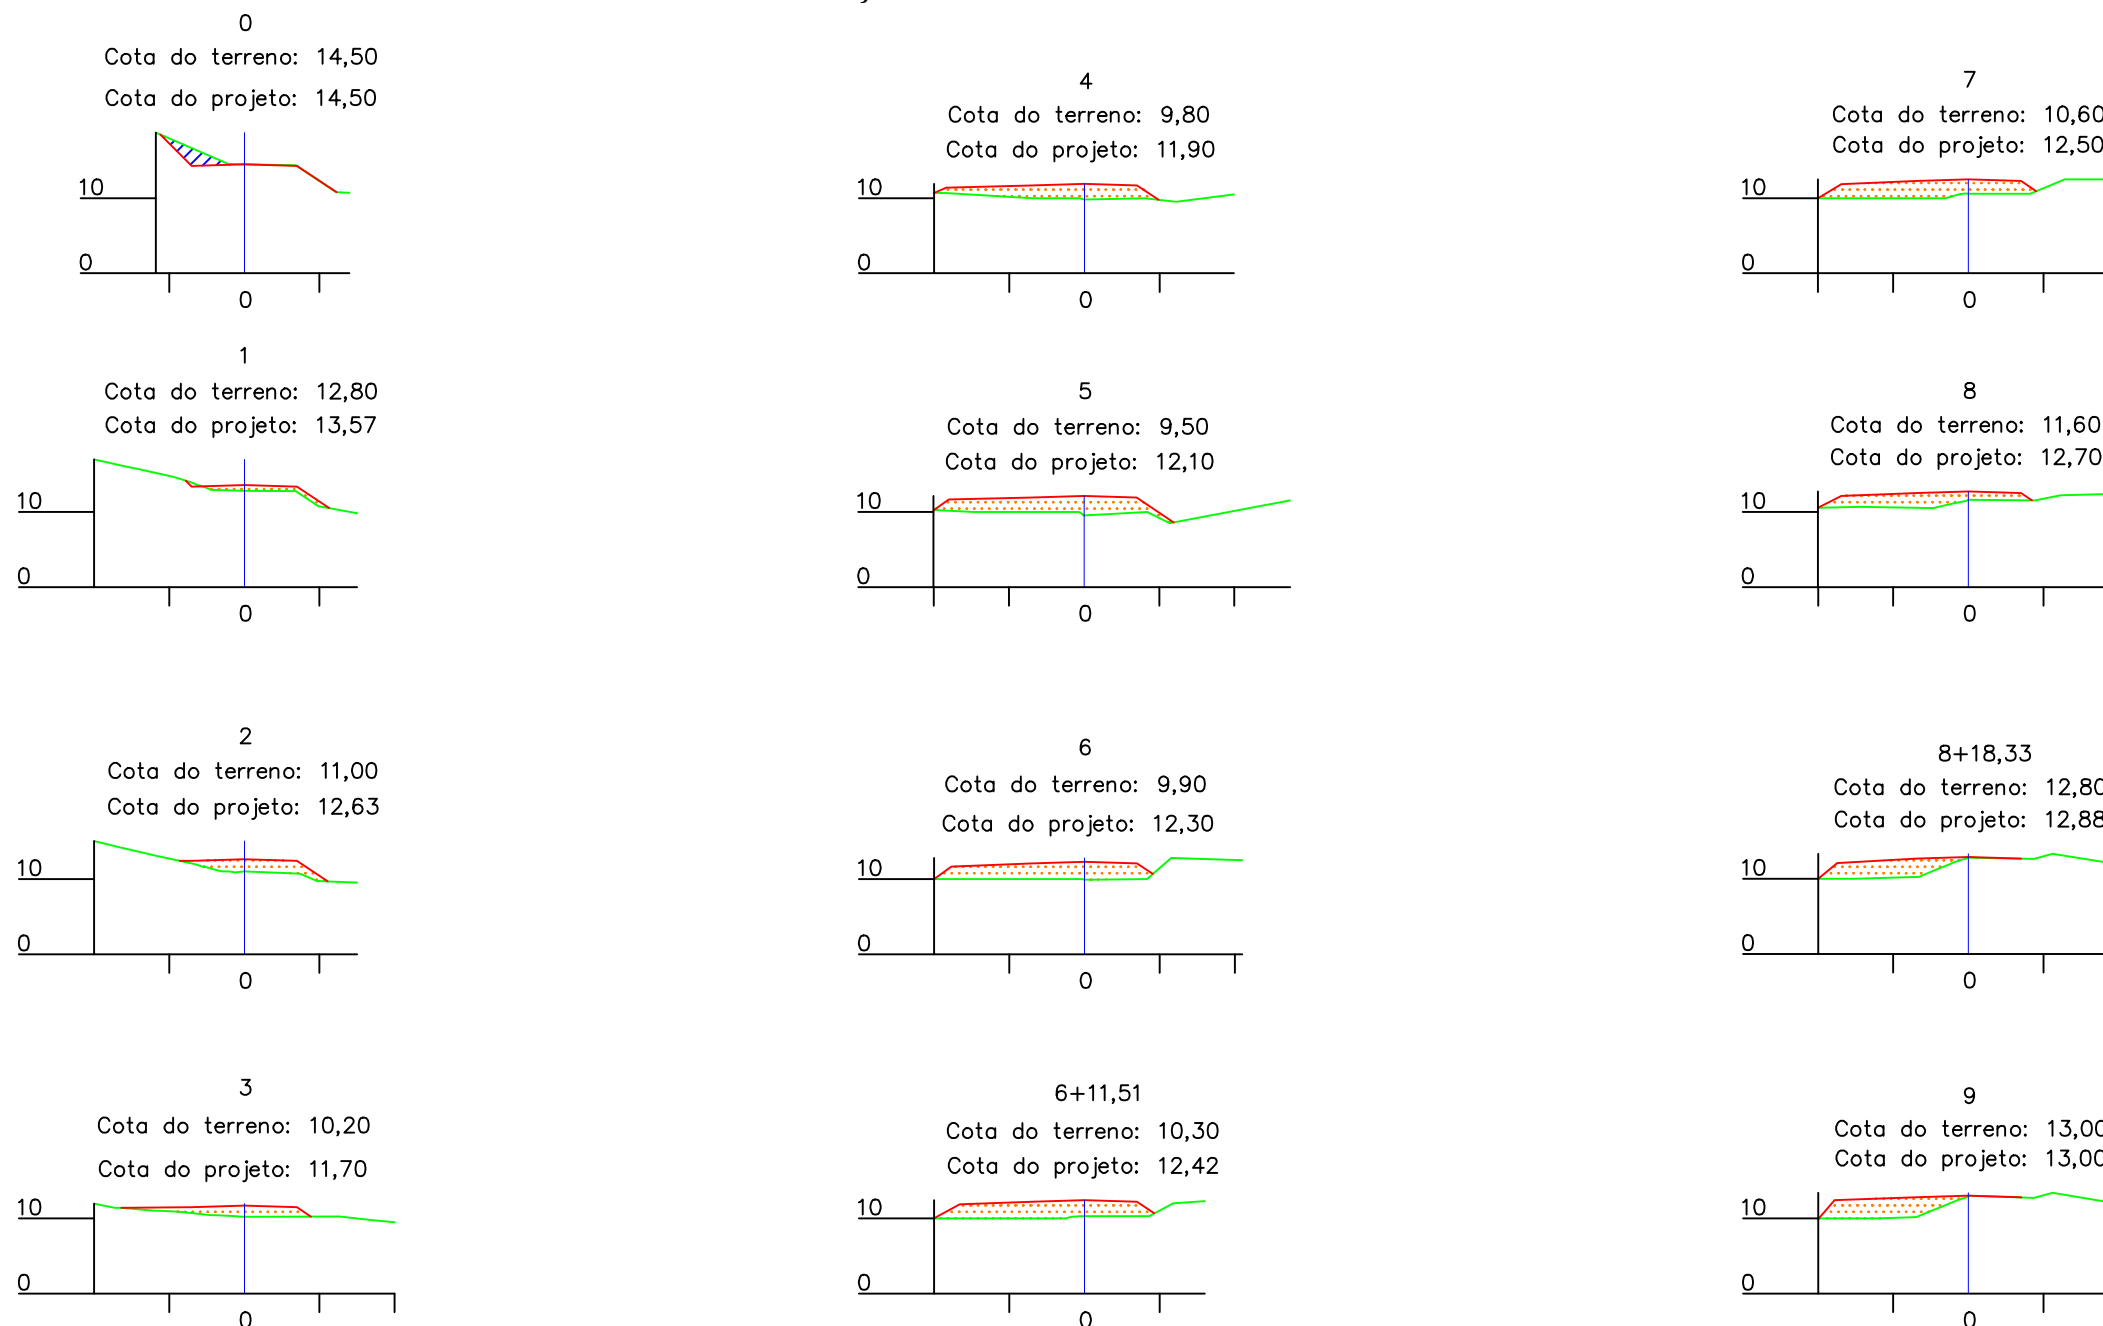 0
Cota do terreno: 14,50
Cota do projeto: 14,50
10
0
0
1
Cota do terreno: 12,80
Cota do projeto: 13,57
10
0
0
2
Cota do terreno: 11,00
Cota do projeto: 12,63
10
0
0
3
Cota do terreno: 10,20
Cota do projeto: 11,70
10
0
0
4
Cota do terreno: 9,80
Cota do projeto: 11,90
10
0
0
5
Cota do terreno: 9,50
Cota do projeto: 12,10
10
0
0
6
Cota do terreno: 9,90
Cota do projeto: 12,30
10
0
0
6+11,51
Cota do terreno: 10,30
Cota do projeto: 12,42
10
0
0
7
Cota do terreno: 10,60
Cota do projeto: 12,50
10
0
0
8
Cota do terreno: 11,60
Cota do projeto: 12,70
10
0
0
8+18,33
Cota do terreno: 12,80
Cota do projeto: 12,88
10
0
0
9
Cota do terreno: 13,00
Cota do projeto: 13,00
10
0
0